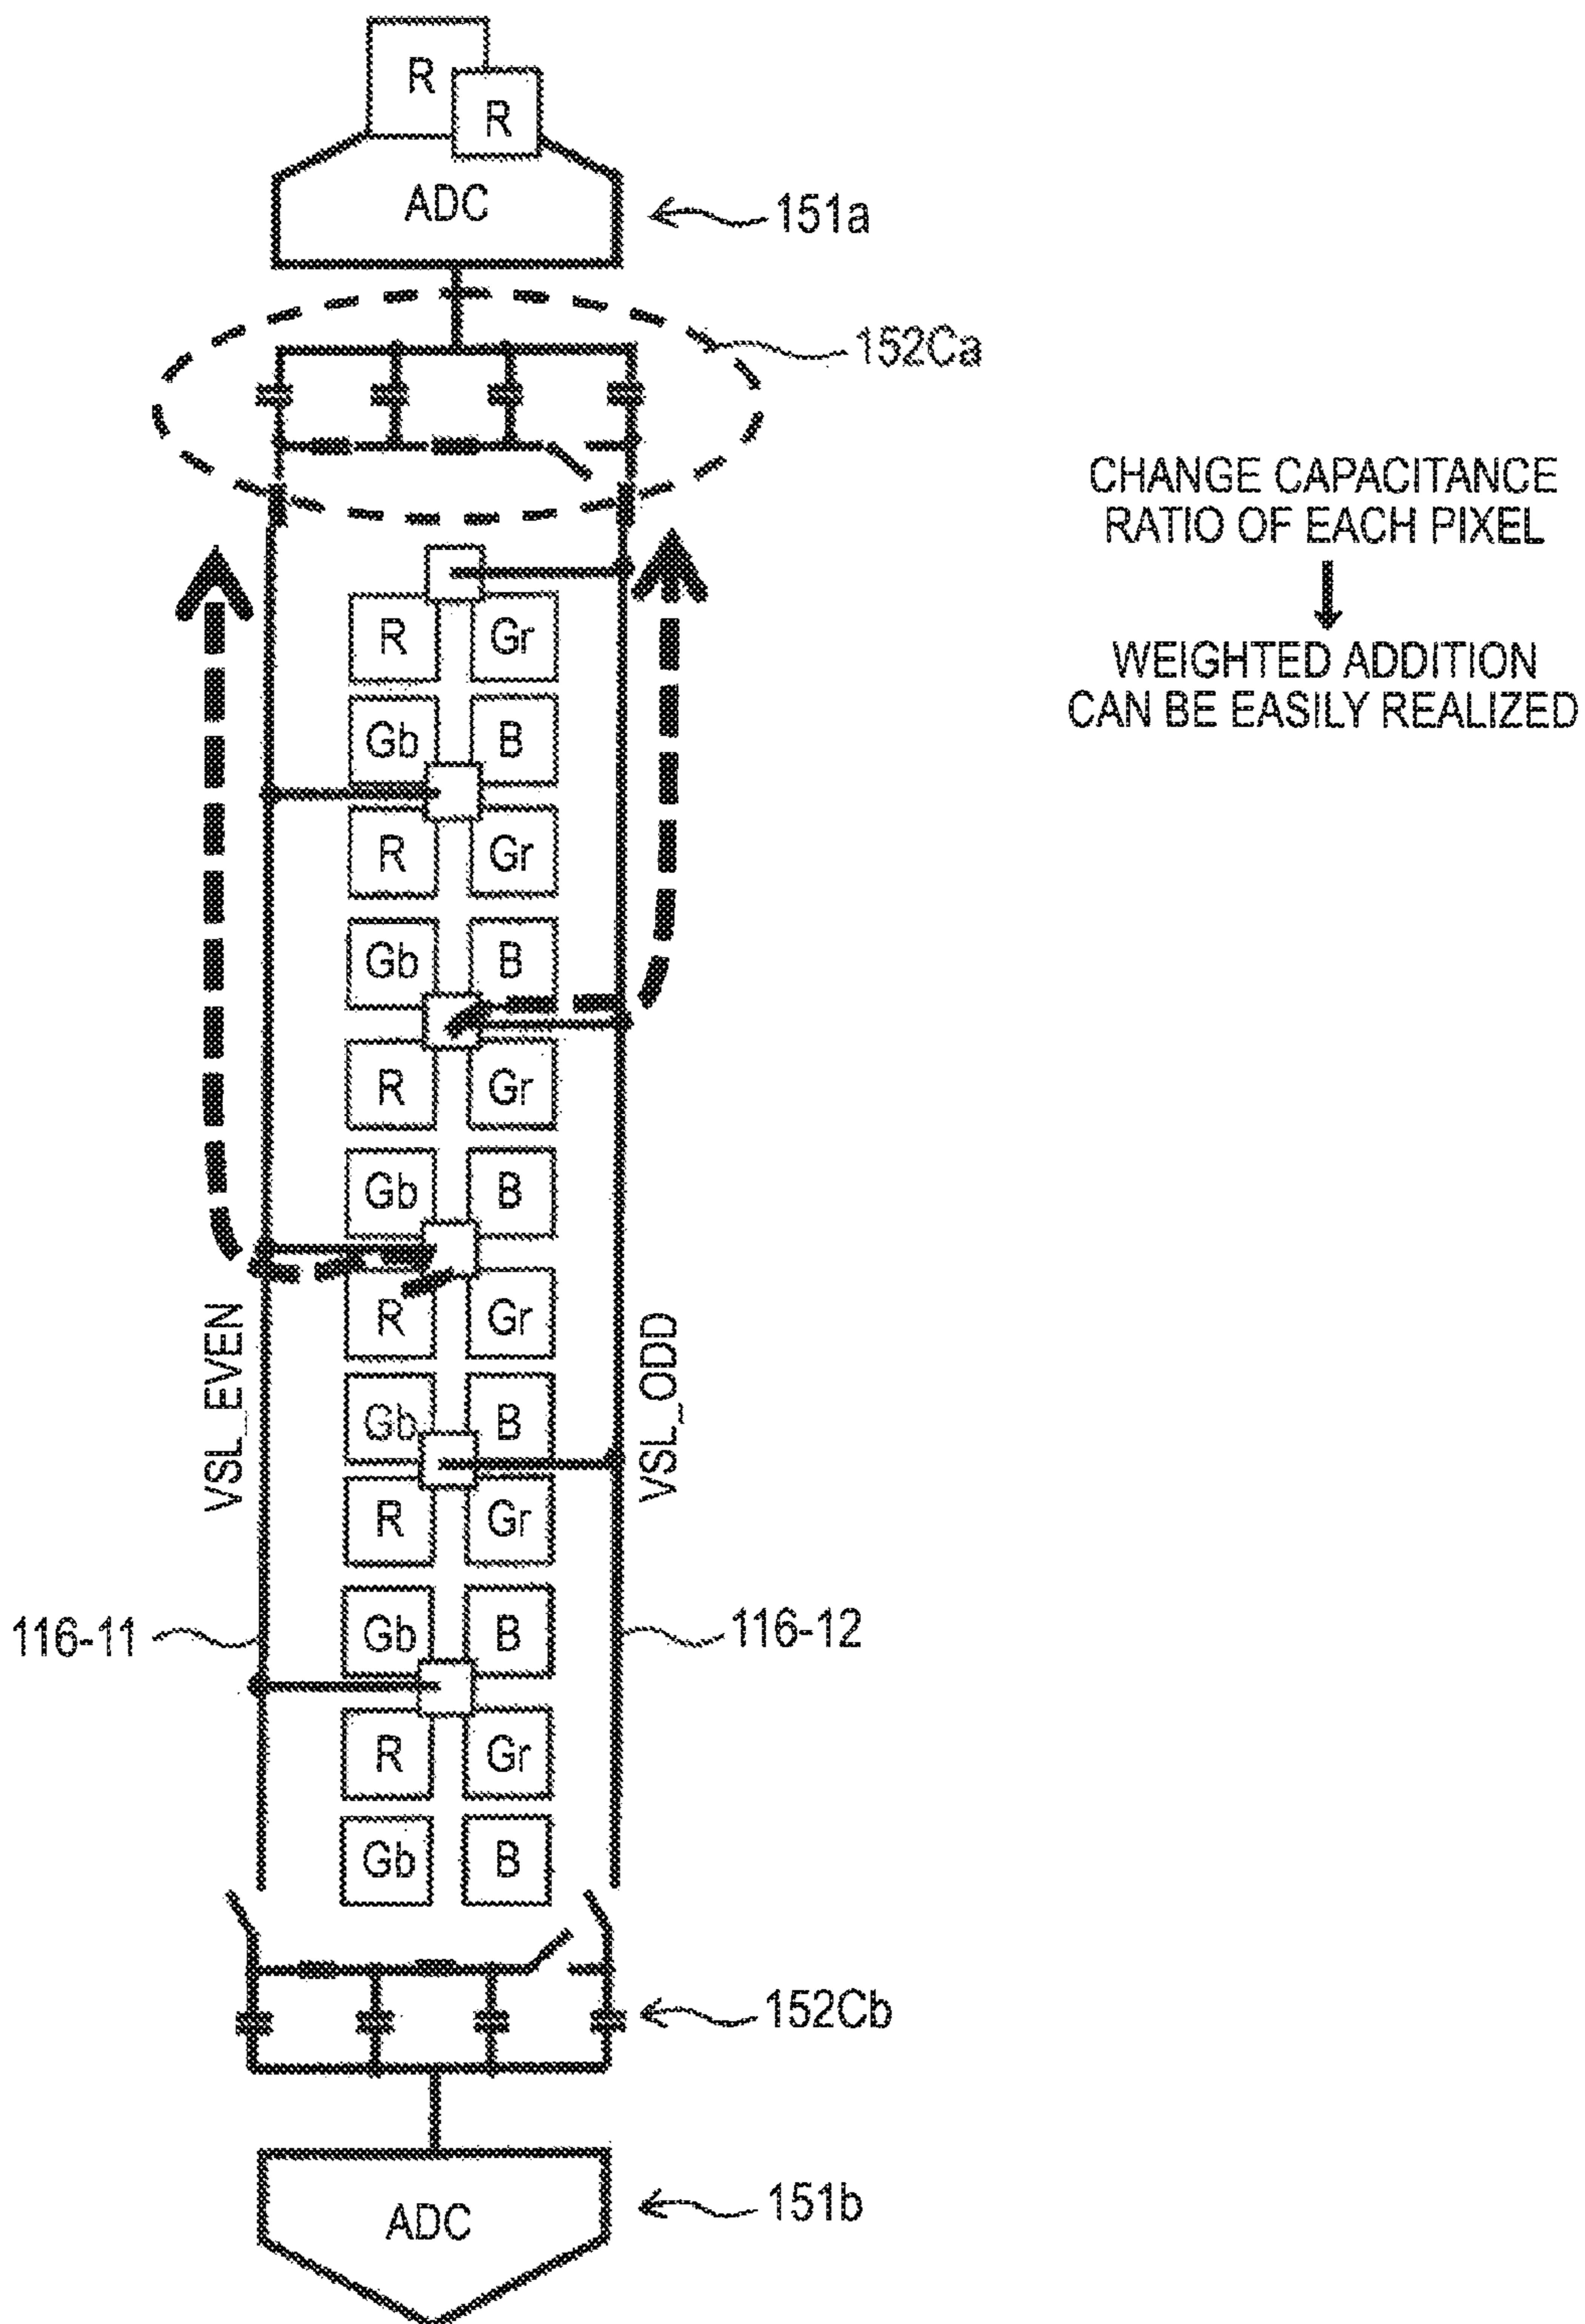 R
R
ADC
151a
152Ca
CHANGE CAPACITANCE
RATIO OF EACH PIXEL
WEIGHTED ADDITION
CAN BE EASILY REALIZED
R Gr
Gb B
R Gr
Gb B
R Gr
Gb B
R Gr
Gb B
R Gr
Gb B
R Gr
Gb B
VSL_EVEN
VSL_ODD
116-11
116-12
152Cb
ADC
151b